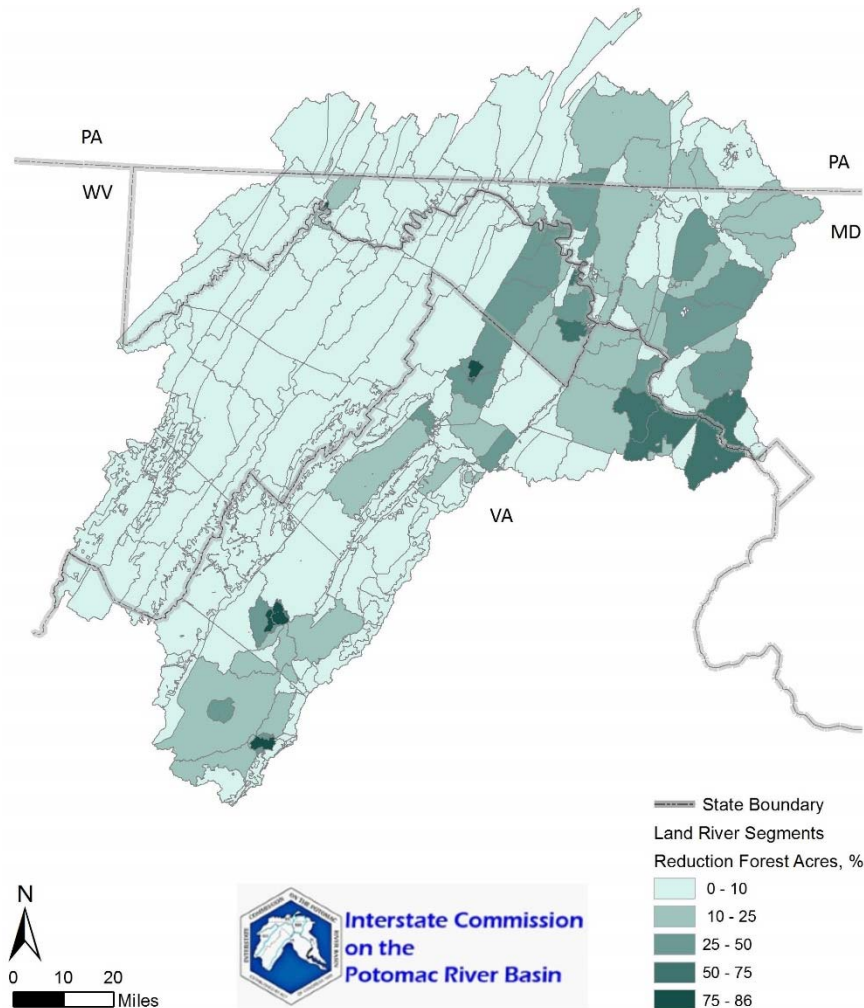 PA
PA
WV
MD
VA
State Boundary
Land River Segments
Reduction Forest Acres, %
0 - 10
10 - 25
25 - 50
50 - 75
75 - 86
N
0 10 20
Miles
Interstate Commission
on the
Potomac River Basin